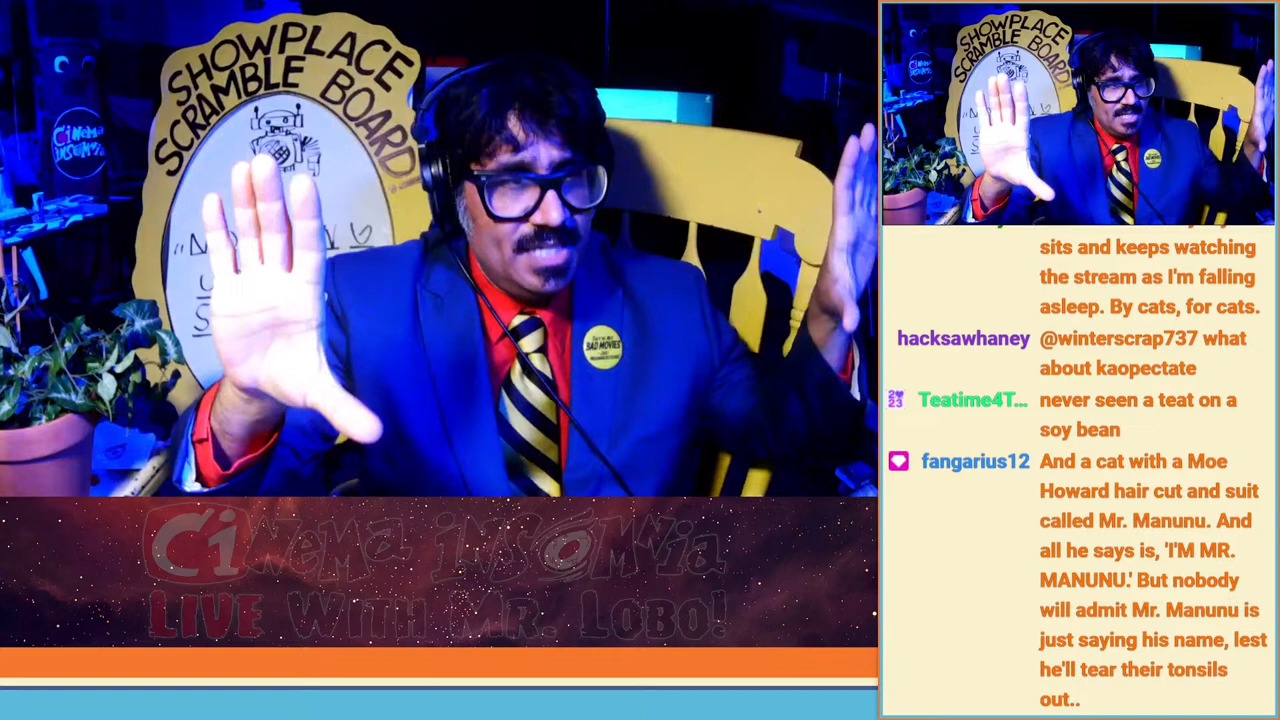 SHOWPLACE
SCRAMBLE BOARD!
CiNeMa
iNSOMNia
BAD MOVIES
CiNeMa iNSOMNia
LIVE WITH MR. LOBO!
SHOWPLACE
SCRAMBLE BOARD!
sits and keeps watching
the stream as I'm falling
asleep. By cats, for cats.
hacksawhaney @winterscrap737 what
about kaopectate
Teatime4T... never seen a teat on a
soy bean
fangarius12 And a cat with a Moe
Howard hair cut and suit
called Mr. Manunu. And
all he says is, 'I'M MR.
MANUNU.' But nobody
will admit Mr. Manunu is
just saying his name, lest
he'll tear their tonsils
out..